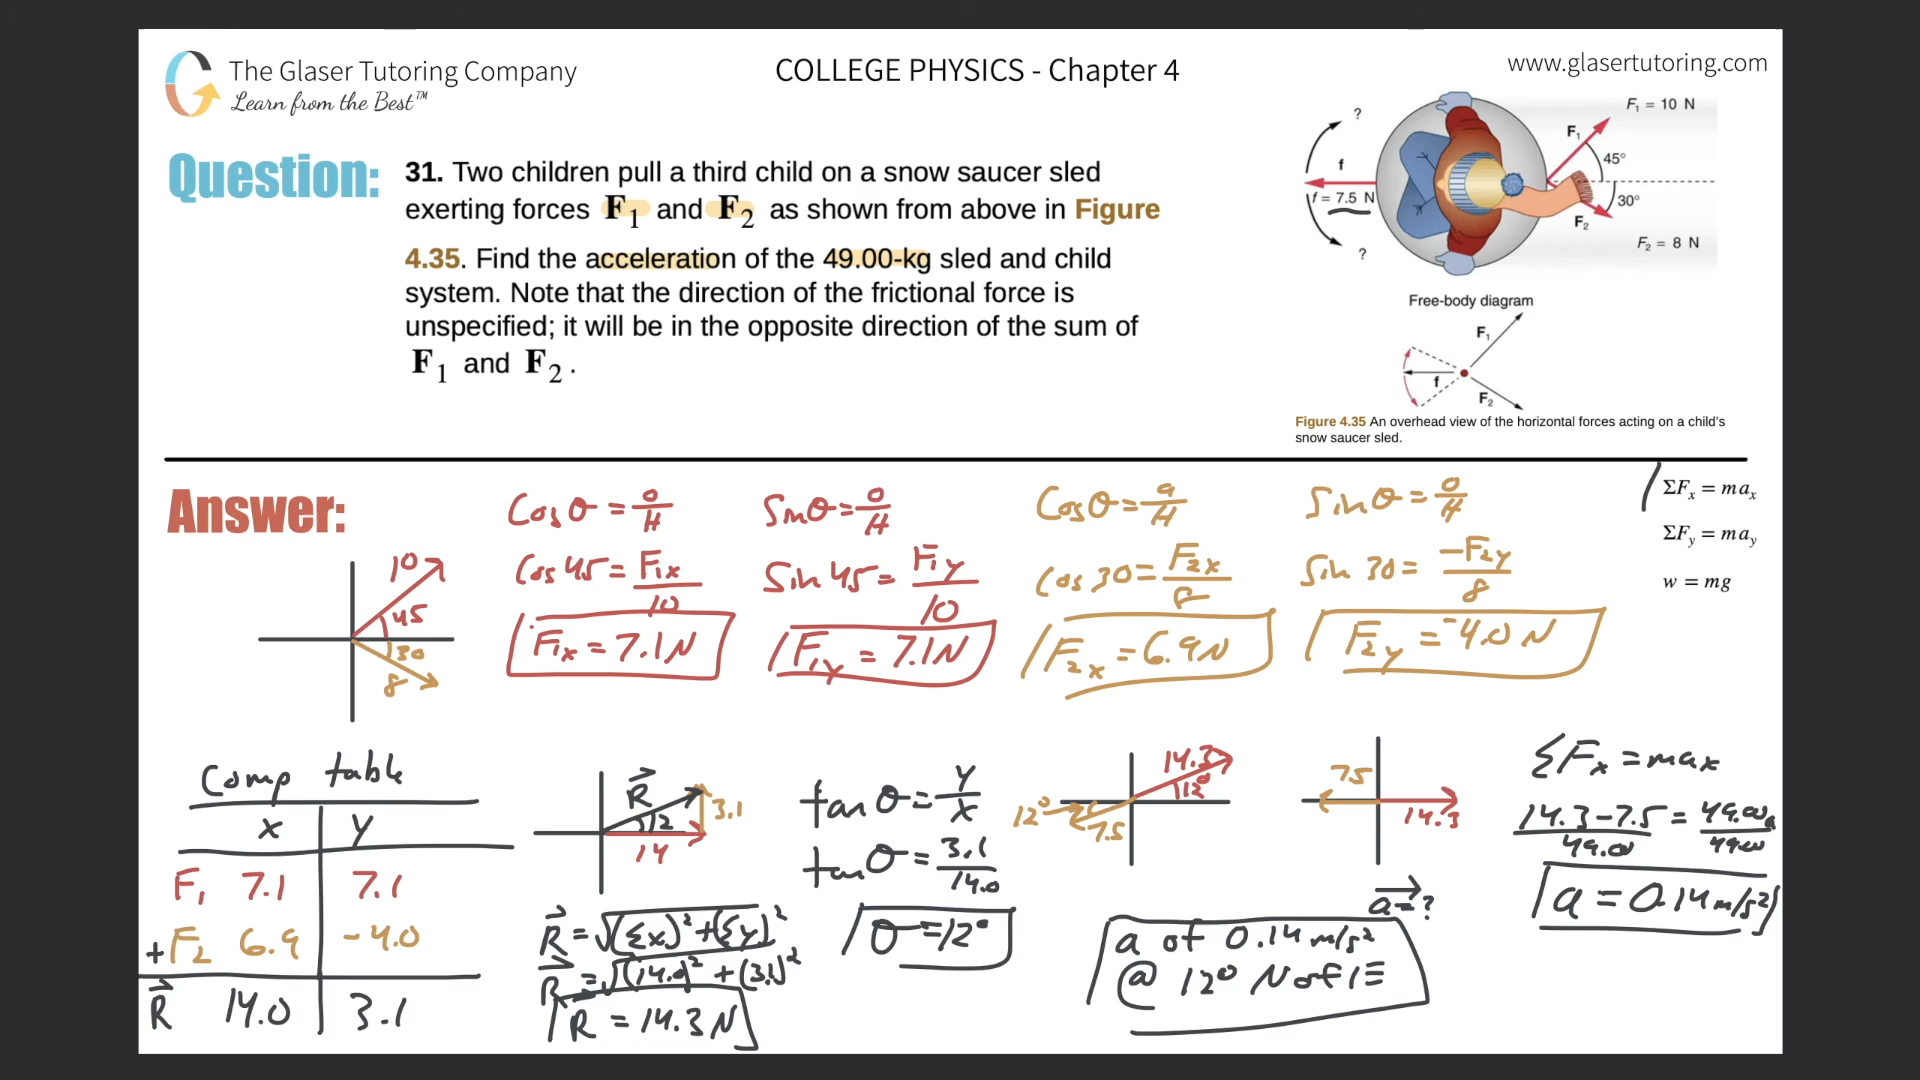 The Glaser Tutoring Company
Learn from the Best™
COLLEGE PHYSICS - Chapter 4
www.glasertutoring.com
Question:
31. Two children pull a third child on a snow saucer sled
exerting forces F₁ and F₂ as shown from above in Figure
4.35. Find the acceleration of the 49.00-kg sled and child
system. Note that the direction of the frictional force is
unspecified; it will be in the opposite direction of the sum of
F₁ and F₂.
?
f
f = 7.5 N
?
F₁ = 10 N
F₁
45°
30°
F₂
F₂ = 8 N
Free-body diagram
F₁
f
F₂
Figure 4.35 An overhead view of the horizontal forces acting on a child's
snow saucer sled.
Answer:
ΣFx = max
ΣFy = may
w = mg
10
45
30
8
Cos θ = o/H
Cos 45 = F1x/10
F1x = 7.1 N
Sin θ = o/H
Sin 45 = F1y/10
F1y = 7.1 N
Cos θ = a/H
Cos 30 = F2x/8
F2x = 6.9 N
Sin θ = o/H
Sin 30 = -F2y/8
F2y = -4.0 N
Comp table
x y
F₁ 7.1 7.1
+F2 6.9 -4.0
R 14.0 3.1
R
12
14
3.1
R = √(Σx)² + (Σy)²
R = √(14.0)² + (3.1)²
R = 14.3 N
tan θ = y/x
tan θ = 3.1/14.0
θ = 12°
14.3
12°
12°
7.5
7.5
14.3
a = ?
a of 0.14 m/s²
@ 12° N of E
ΣFx = max
14.3 - 7.5 = 49.00a
49.00 49.00
a = 0.14 m/s²